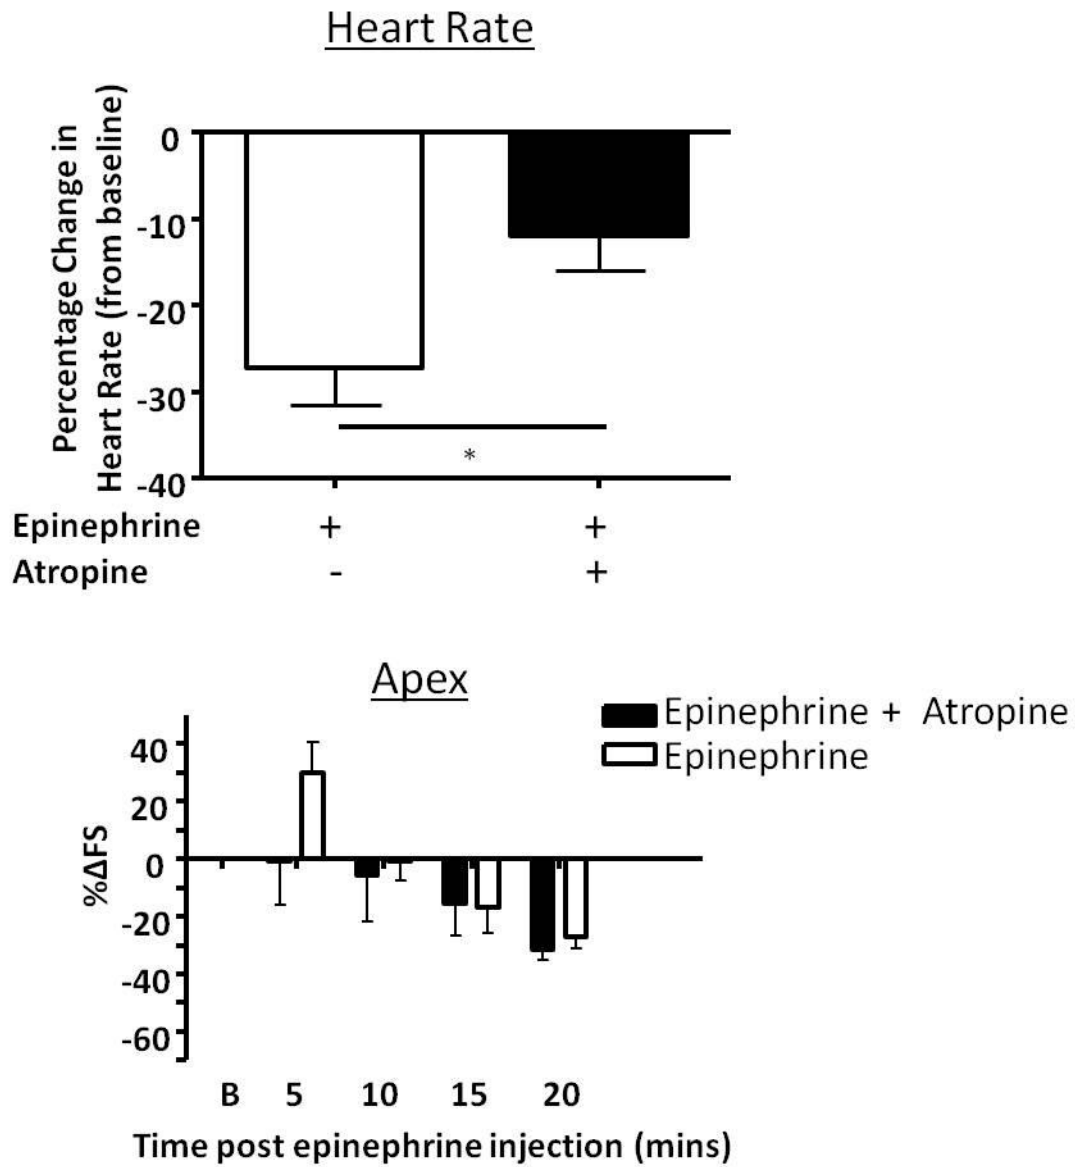 Heart Rate
Percentage Change in
Heart Rate (from baseline)
0
-10
-20
-30
-40
*
Epinephrine + +
Atropine - +
Apex
Epinephrine + Atropine
Epinephrine
%ΔFS
40
20
0
-20
-40
-60
B 5 10 15 20
Time post epinephrine injection (mins)